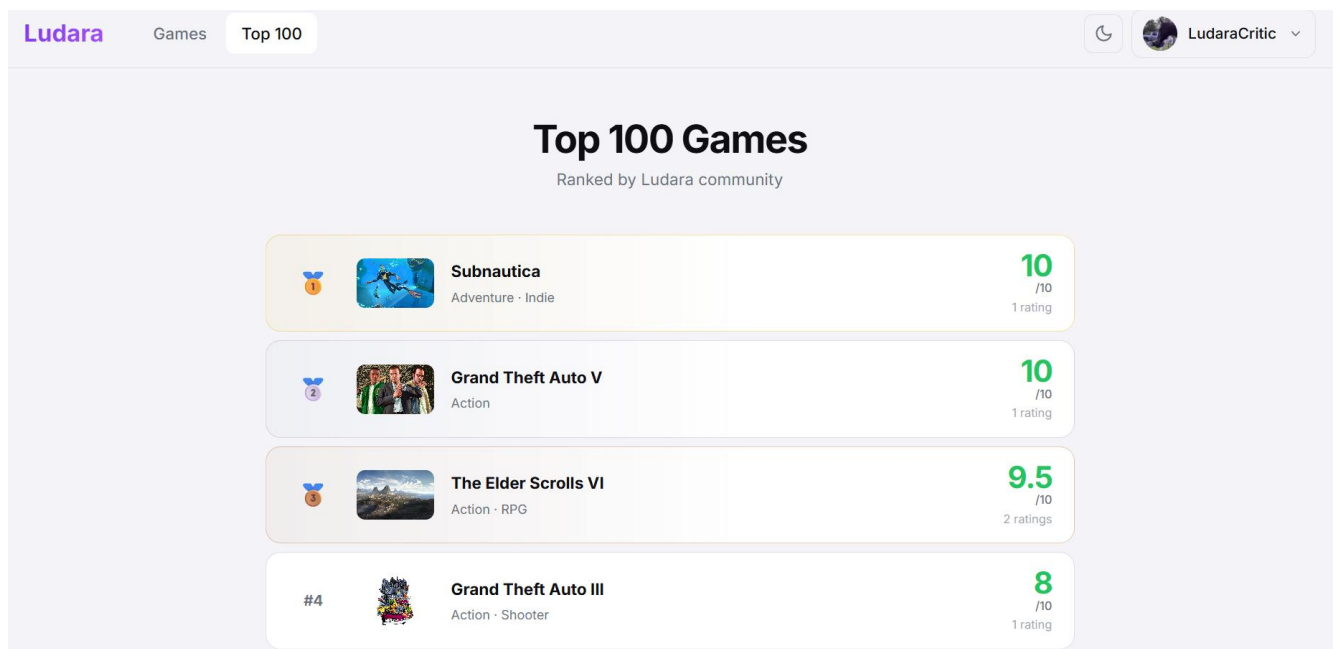 Ludara
Games
Top 100
LudaraCritic
Top 100 Games
Ranked by Ludara community
1
Subnautica
Adventure · Indie
10
/10
1 rating
2
Grand Theft Auto V
Action
10
/10
1 rating
3
The Elder Scrolls VI
Action · RPG
9.5
/10
2 ratings
#4
Grand Theft Auto III
Action · Shooter
8
/10
1 rating